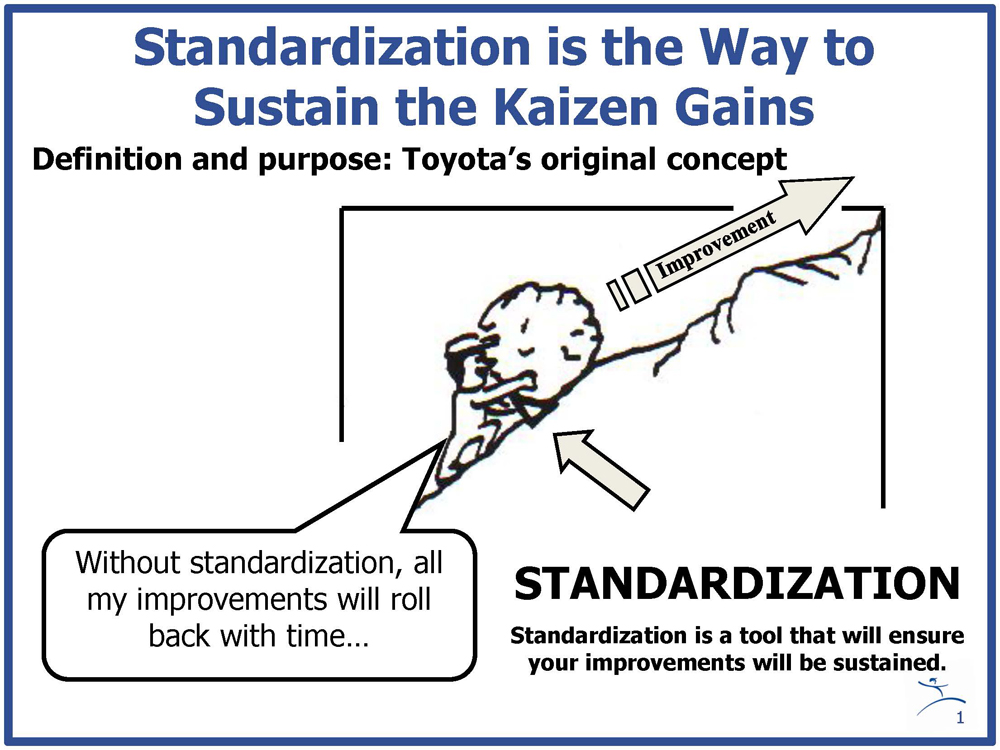 Standardization is the Way to
Sustain the Kaizen Gains
Definition and purpose: Toyota’s original concept
Improvement
Without standardization, all
my improvements will roll
back with time…
STANDARDIZATION
Standardization is a tool that will ensure
your improvements will be sustained.
1